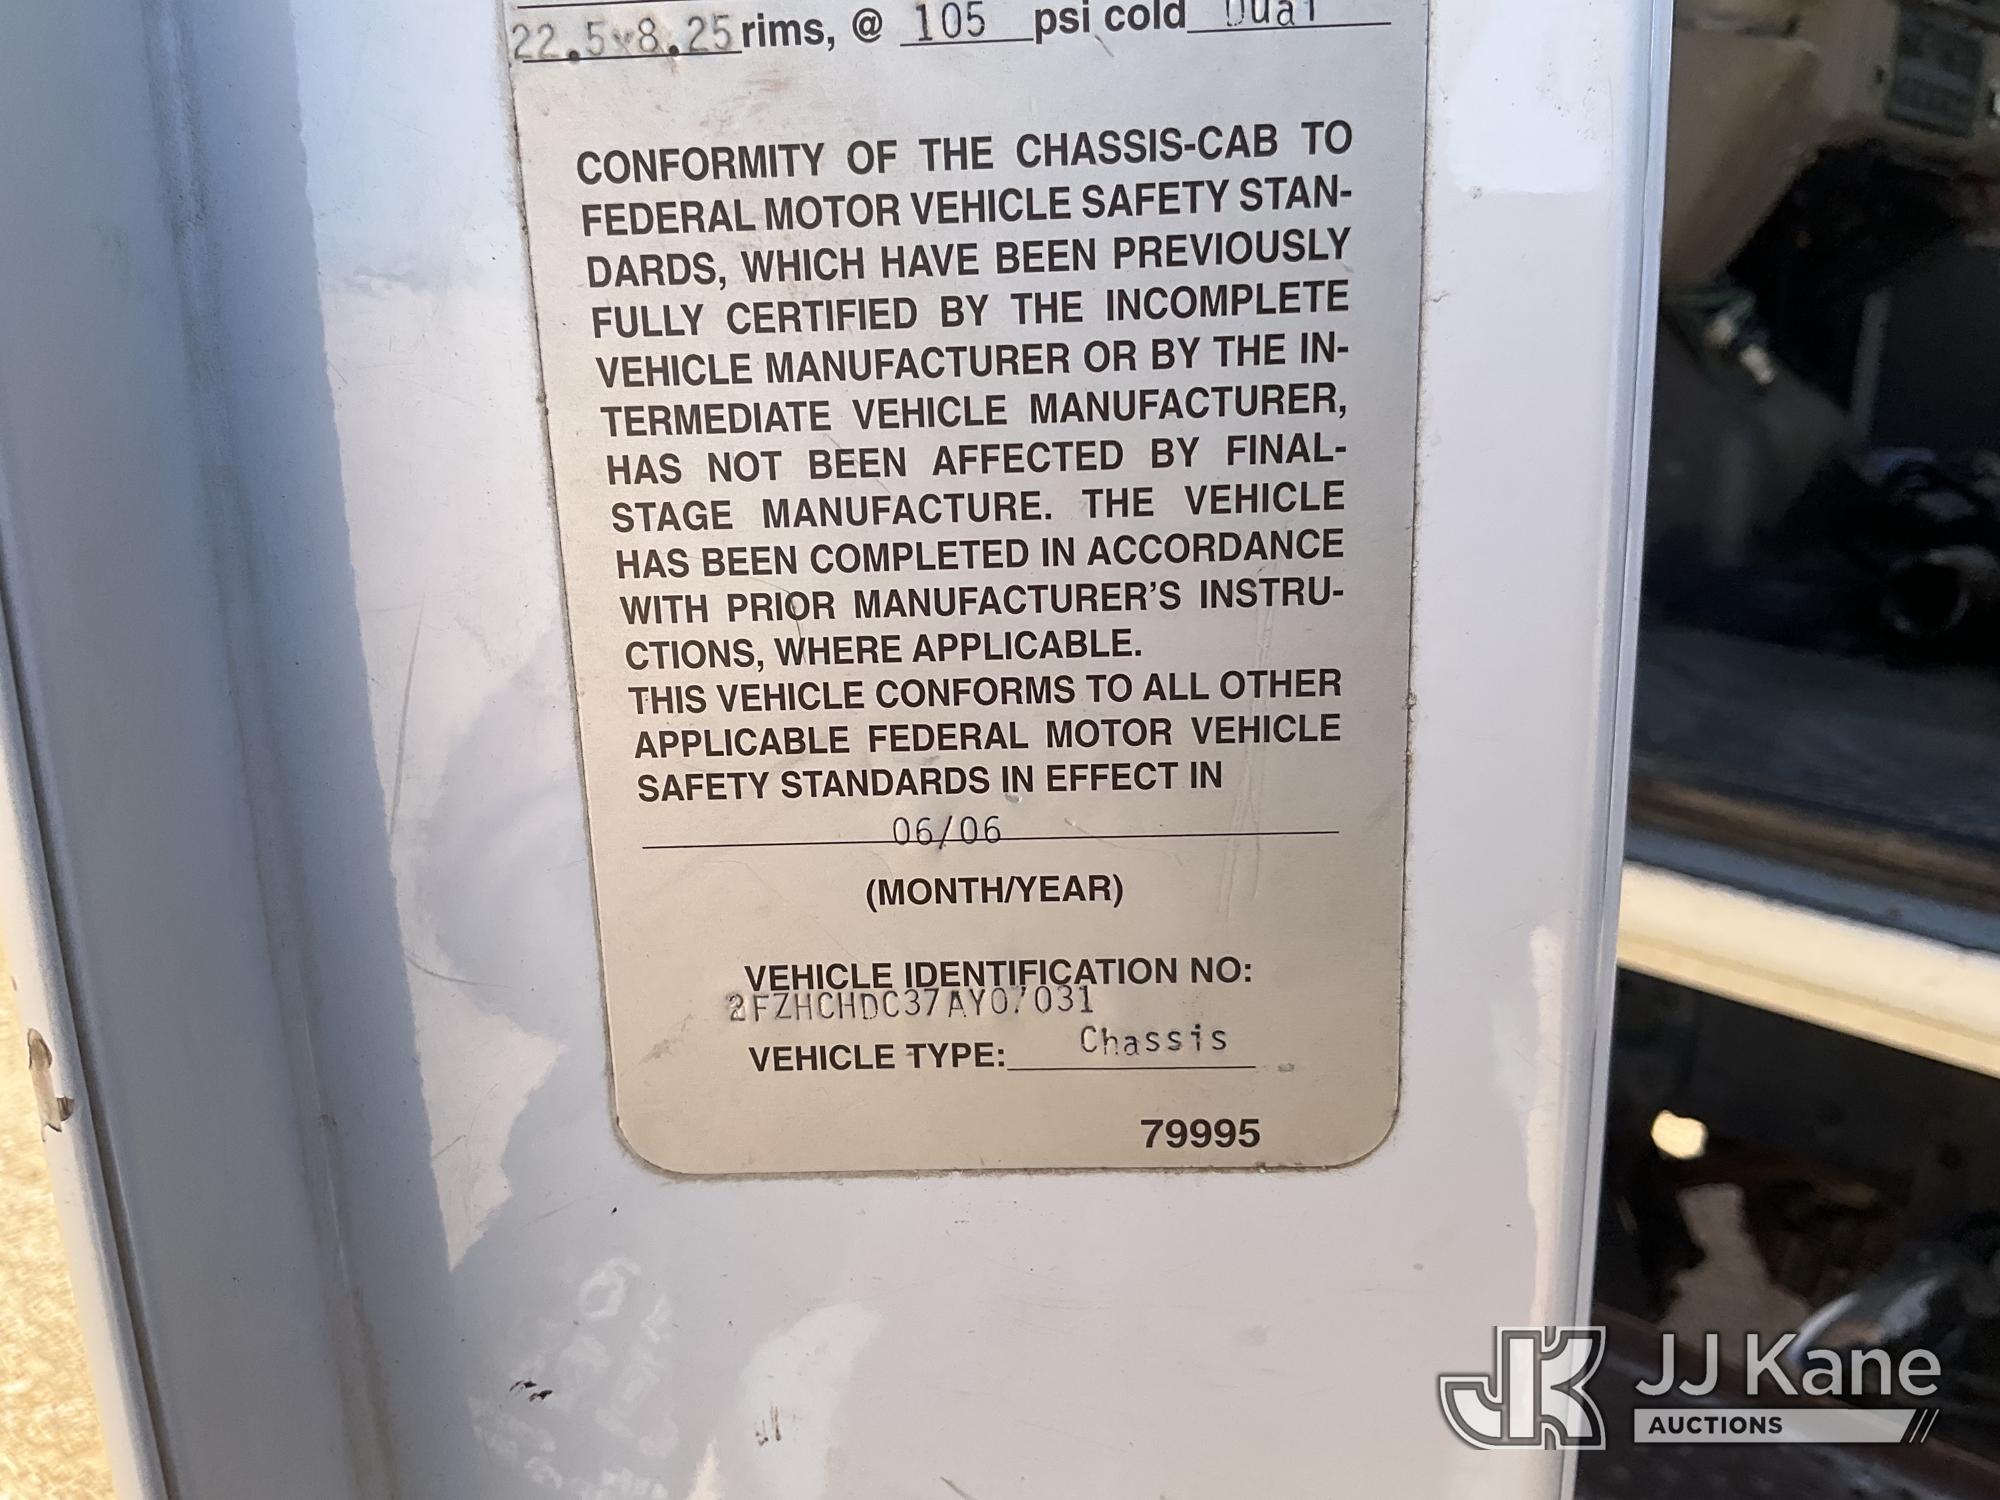 22.5x8.25 rims, @ 105 psi cold Dual
CONFORMITY OF THE CHASSIS-CAB TO
FEDERAL MOTOR VEHICLE SAFETY STAN-
DARDS, WHICH HAVE BEEN PREVIOUSLY
FULLY CERTIFIED BY THE INCOMPLETE
VEHICLE MANUFACTURER OR BY THE IN-
TERMEDIATE VEHICLE MANUFACTURER,
HAS NOT BEEN AFFECTED BY FINAL-
STAGE MANUFACTURE. THE VEHICLE
HAS BEEN COMPLETED IN ACCORDANCE
WITH PRIOR MANUFACTURER'S INSTRU-
CTIONS, WHERE APPLICABLE.
THIS VEHICLE CONFORMS TO ALL OTHER
APPLICABLE FEDERAL MOTOR VEHICLE
SAFETY STANDARDS IN EFFECT IN
06/06
(MONTH/YEAR)
VEHICLE IDENTIFICATION NO:
2FZHCHDC37AY07031
VEHICLE TYPE: Chassis
79995
JK JJ Kane
AUCTIONS